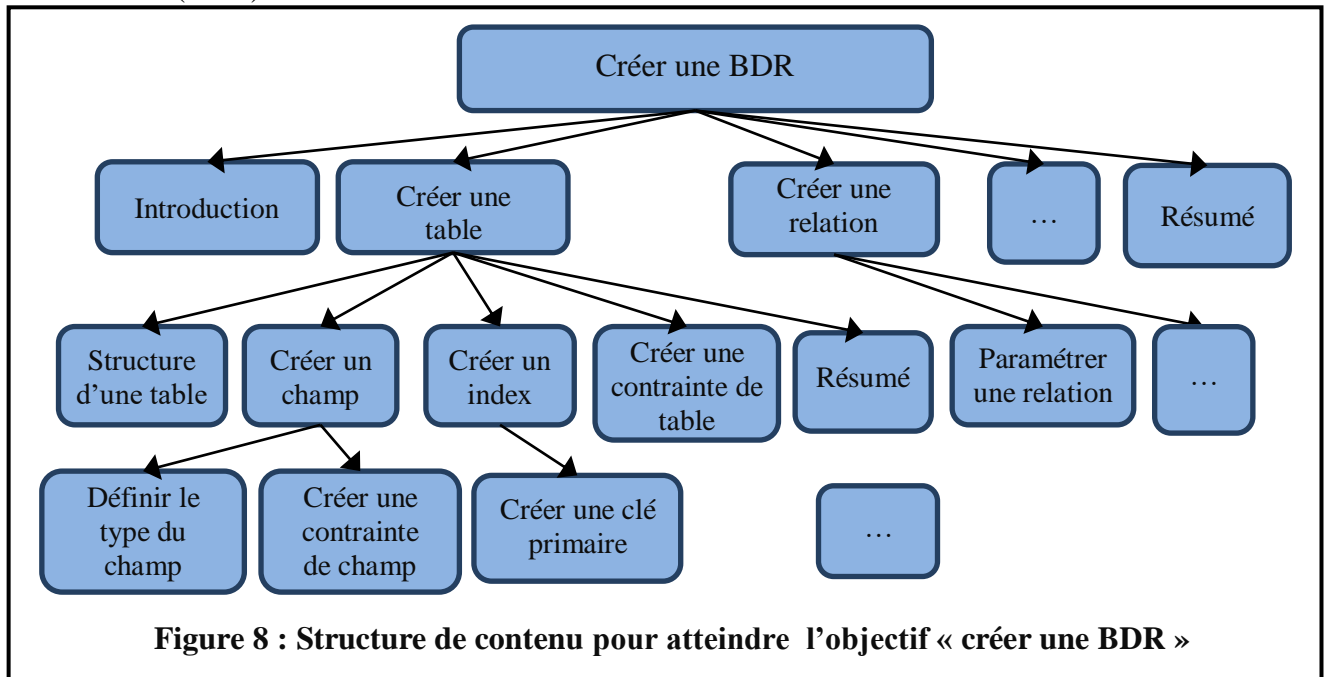 Créer une BDR
Introduction
Créer une
table
Créer une
relation
…
Résumé
Structure
d’une table
Créer un
champ
Créer un
index
Créer une
contrainte de
table
Résumé
Paramétrer
une relation
…
Définir le
type du
champ
Créer une
contrainte
de champ
Créer une clé
primaire
…
Figure 8 : Structure de contenu pour atteindre l’objectif « créer une BDR »